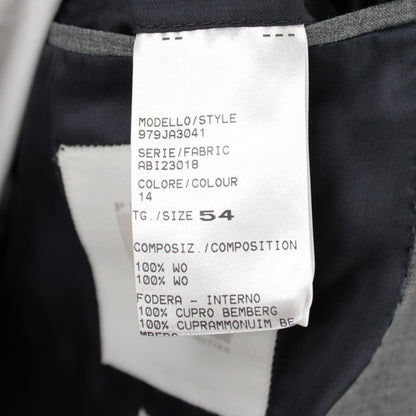 MODELLO/STYLE
979JA3041
SERIE/FABRIC
ABI23018
COLORE/COLOUR
14
TG./SIZE 54
COMPOSIZ./COMPOSITION
100% WO
100% WO
FODERA - INTERNO
100% CUPRO BEMBERG
100% CUPRAMMONUIM.BE
MBERG